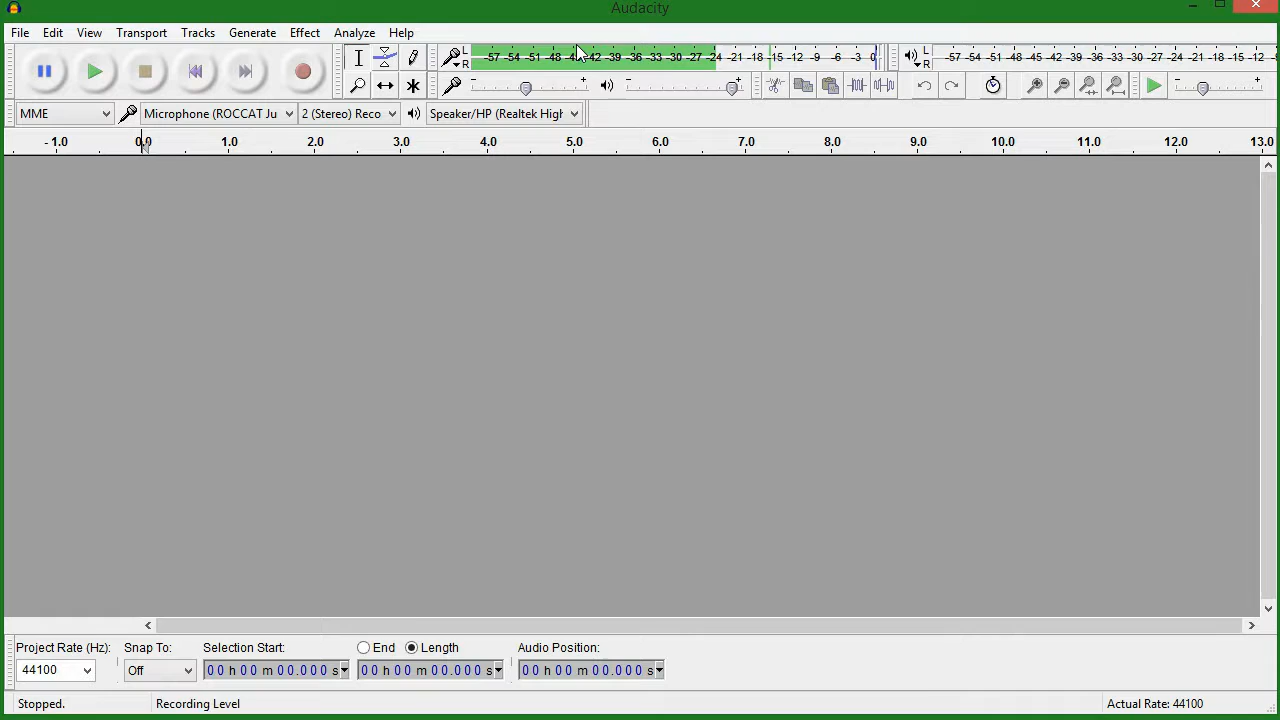 Audacity
File Edit View Transport Tracks Generate Effect Analyze Help
L R -57 -54 -51 -48 -42 -39 -36 -33 -30 -27 -24 -21 -18 -15 -12 -9 -6 -3 0 L R -57 -54 -51 -48 -45 -42 -39 -36 -33 -30 -27 -24 -21 -18 -15 -12
- + - + - +
MME Microphone (ROCCAT Ju 2 (Stereo) Reco Speaker/HP (Realtek High
- 1.0 0.0 1.0 2.0 3.0 4.0 5.0 6.0 7.0 8.0 9.0 10.0 11.0 12.0 13.0
Project Rate (Hz): Snap To: Selection Start: End Length Audio Position:
44100 Off 00 h 00 m 00.000 s 00 h 00 m 00.000 s 00 h 00 m 00.000 s
Stopped. Recording Level Actual Rate: 44100